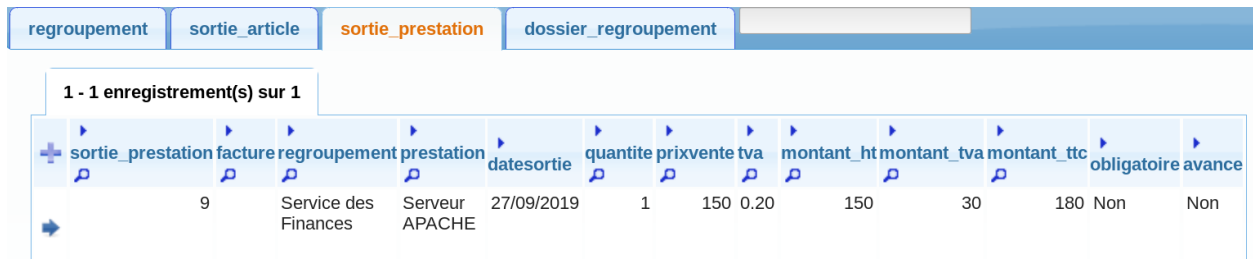 regroupement sortie_article sortie_prestation dossier_regroupement
1 - 1 enregistrement(s) sur 1
sortie_prestation facture regroupement prestation datesortie quantite prixvente tva montant_ht montant_tva montant_ttc obligatoire avance
9 Service des Serveur 27/09/2019 1 150 0.20 150 30 180 Non Non
Finances APACHE